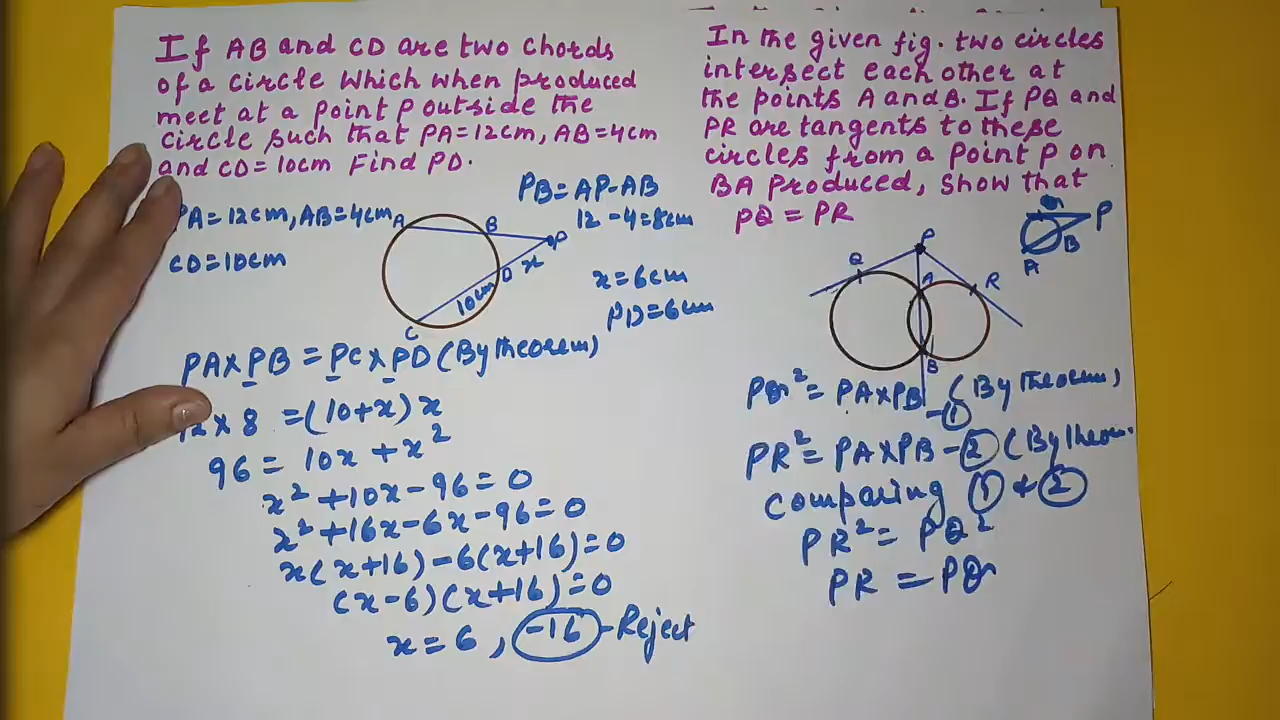 If AB and CD are two chords
of a circle which when produced
meet at a point P outside the
circle such that PA=12cm, AB=4cm
and CD=10cm Find PD.
PB=AP-AB
12-4=8cm
PA=12cm, AB=4cm
CD=10cm
A
B
P
D
x
10cm
C
x=6cm
PD=6cm
PA×PB = PC×PD (By theorem)
12×8 =(10+x)x
96 = 10x+x²
x²+10x-96=0
x²+16x-6x-96=0
x(x+16)-6(x+16)=0
(x-6)(x+16)=0
x=6, -16-Reject
In the given fig. two circles
intersect each other at
the points A and B. If PQ and
PR are tangents to these
circles from a Point P on
BA Produced, show that
PQ = PR
P
B
A
P
Q
A
R
B
PQ²= PA×PB -① (By theorem)
PR²= PA×PB-② (By theorem
comparing ① & ②
PR²= PQ²
PR = PQ